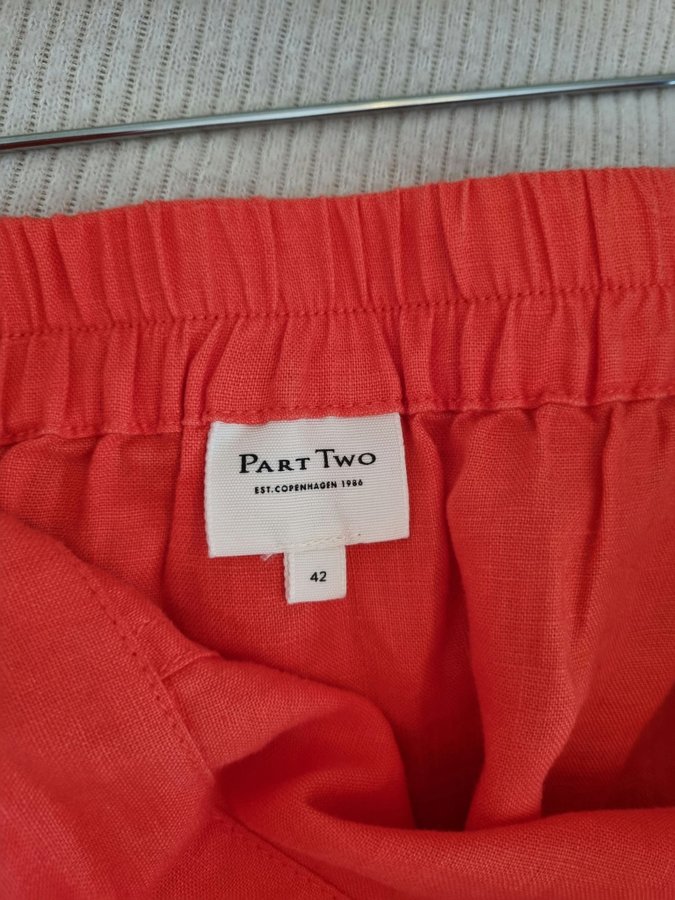 PART TWO
EST. COPENHAGEN 1986
42